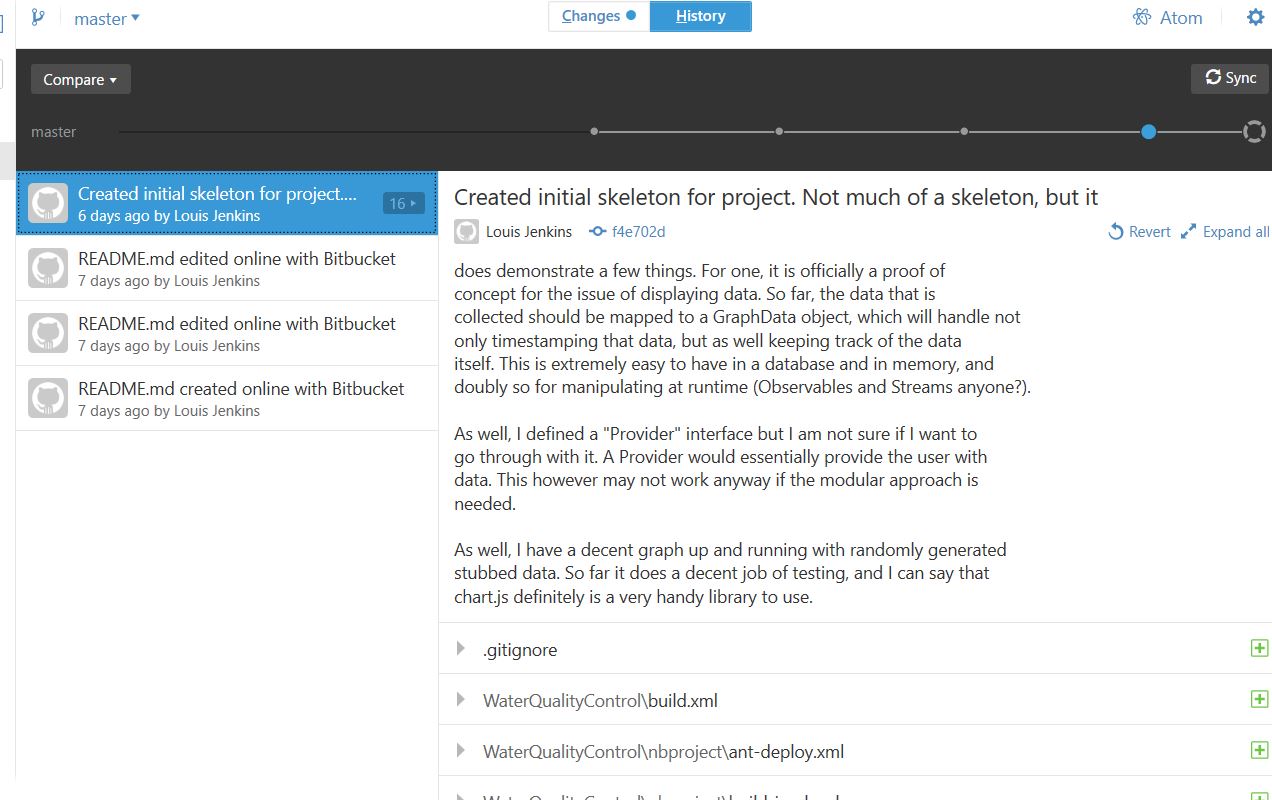 master
Changes
History
Atom
Compare
Sync
master
Created initial skeleton for project....
16
6 days ago by Louis Jenkins
README.md edited online with Bitbucket
7 days ago by Louis Jenkins
README.md edited online with Bitbucket
7 days ago by Louis Jenkins
README.md created online with Bitbucket
7 days ago by Louis Jenkins
Created initial skeleton for project. Not much of a skeleton, but it
Louis Jenkins f4e702d Revert Expand all
does demonstrate a few things. For one, it is officially a proof of
concept for the issue of displaying data. So far, the data that is
collected should be mapped to a GraphData object, which will handle not
only timestamping that data, but as well keeping track of the data
itself. This is extremely easy to have in a database and in memory, and
doubly so for manipulating at runtime (Observables and Streams anyone?).
As well, I defined a "Provider" interface but I am not sure if I want to
go through with it. A Provider would essentially provide the user with
data. This however may not work anyway if the modular approach is
needed.
As well, I have a decent graph up and running with randomly generated
stubbed data. So far it does a decent job of testing, and I can say that
chart.js definitely is a very handy library to use.
.gitignore
WaterQualityControl\build.xml
WaterQualityControl\nbproject\ant-deploy.xml